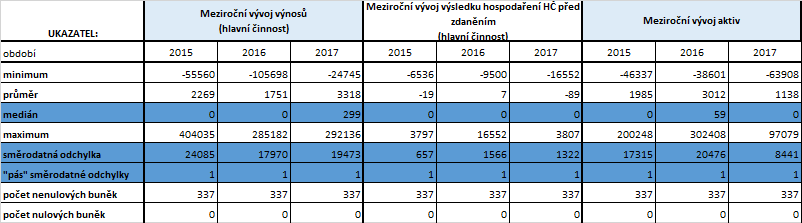 UKAZATEL: Meziroční vývoj výnosů (hlavní činnost) Meziroční vývoj výsledku hospodaření HČ před zdaněním (hlavní činnost) Meziroční vývoj aktiv
období 2015 2016 2017 2015 2016 2017 2015 2016 2017
minimum -55560 -105698 -24745 -6536 -9500 -16552 -46337 -38601 -63908
průměr 2269 1751 3318 -19 7 -89 1985 3012 1138
medián 0 0 299 0 0 0 0 59 0
maximum 404035 285182 292136 3797 16552 3807 200248 302408 97079
směrodatná odchylka 24085 17970 19473 657 1566 1322 17315 20476 8441
"pás" směrodatné odchylky 1 1 1 1 1 1 1 1 1
počet nenulových buněk 337 337 337 337 337 337 337 337 337
počet nulových buněk 0 0 0 0 0 0 0 0 0